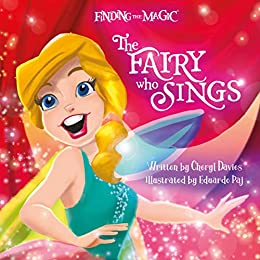 FINDING THE MAGIC
The
FAIRY
who
SINGS
Written by Cheryl Davies
Illustrated by Eduardo Paj